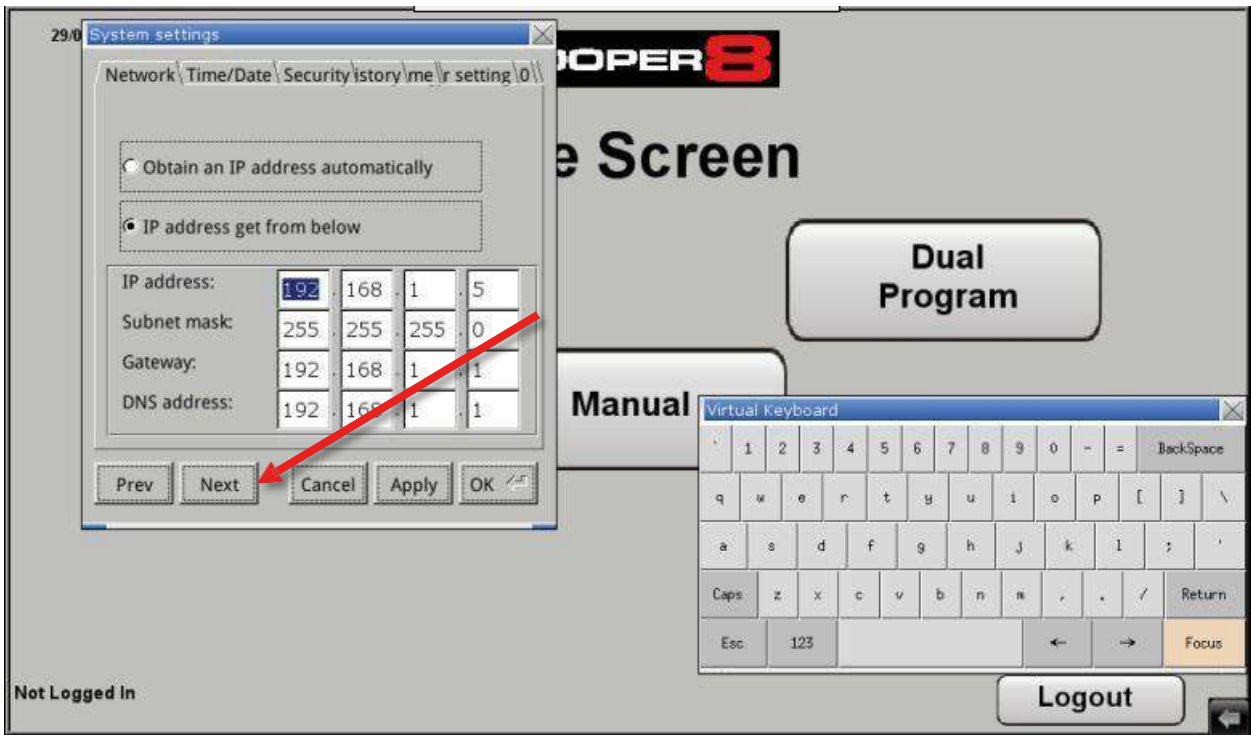 29/0
System settings
OOPER8
Network Time/Date Security istory me r setting 0
e Screen
Obtain an IP address automatically
IP address get from below
IP address: 192 . 168 . 1 . 5
Subnet mask: 255 . 255 . 255 . 0
Gateway: 192 . 168 . 1 . 1
DNS address: 192 . 168 . 1 . 1
Prev Next Cancel Apply OK
Dual
Program
Manual
Virtual Keyboard
` 1 2 3 4 5 6 7 8 9 0 - = BackSpace
q w e r t y u i o p [ ] \
a s d f g h j k l ; '
Caps z x c v b n m , . / Return
Esc 123 ← → Focus
Not Logged In
Logout